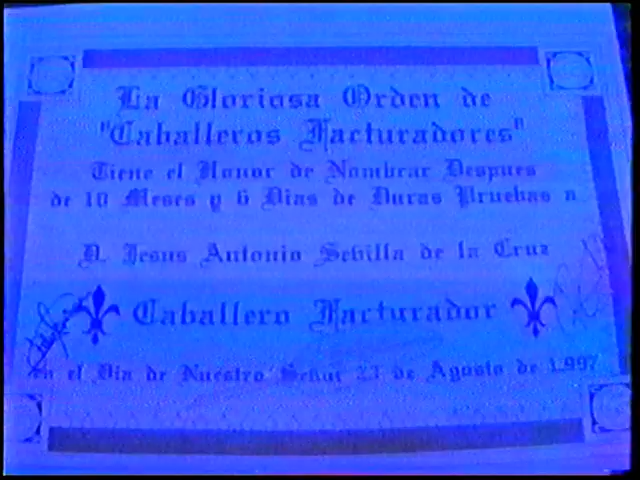 La Gloriosa Orden de
"Caballeros Facturadores"
Tiene el Honor de Nombrar Despues
de 10 Meses y 6 Dias de Duras Pruebas a
D. Jesus Antonio Sevilla de la Cruz
Caballero Facturador
en el Dia de Nuestro Señor 23 de Agosto de 1.997